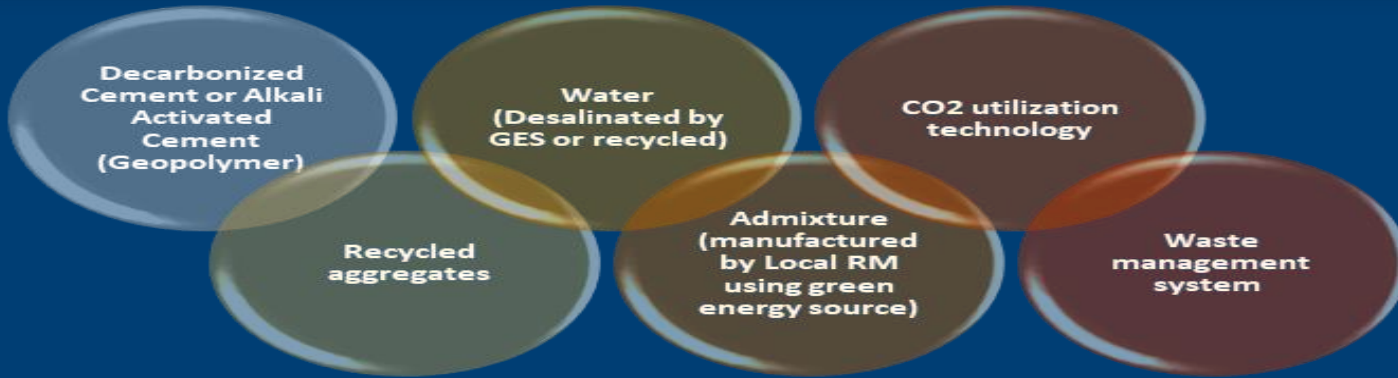 Decarbonized
Cement or Alkali
Activated
Cement
(Geopolymer)
Recycled
aggregates
Water
(Desalinated by
GES or recycled)
Admixture
(manufactured
by Local RM
using green
energy source)
CO2 utilization
technology
Waste
management
system